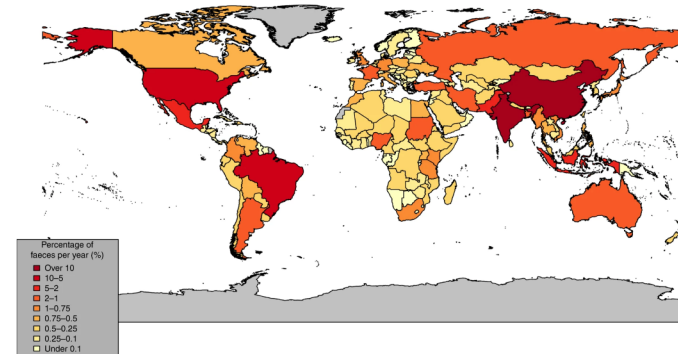 Percentage of
faeces per year (%)
Over 10
10–5
5–2
2–1
1–0.75
0.75–0.5
0.5–0.25
0.25–0.1
Under 0.1